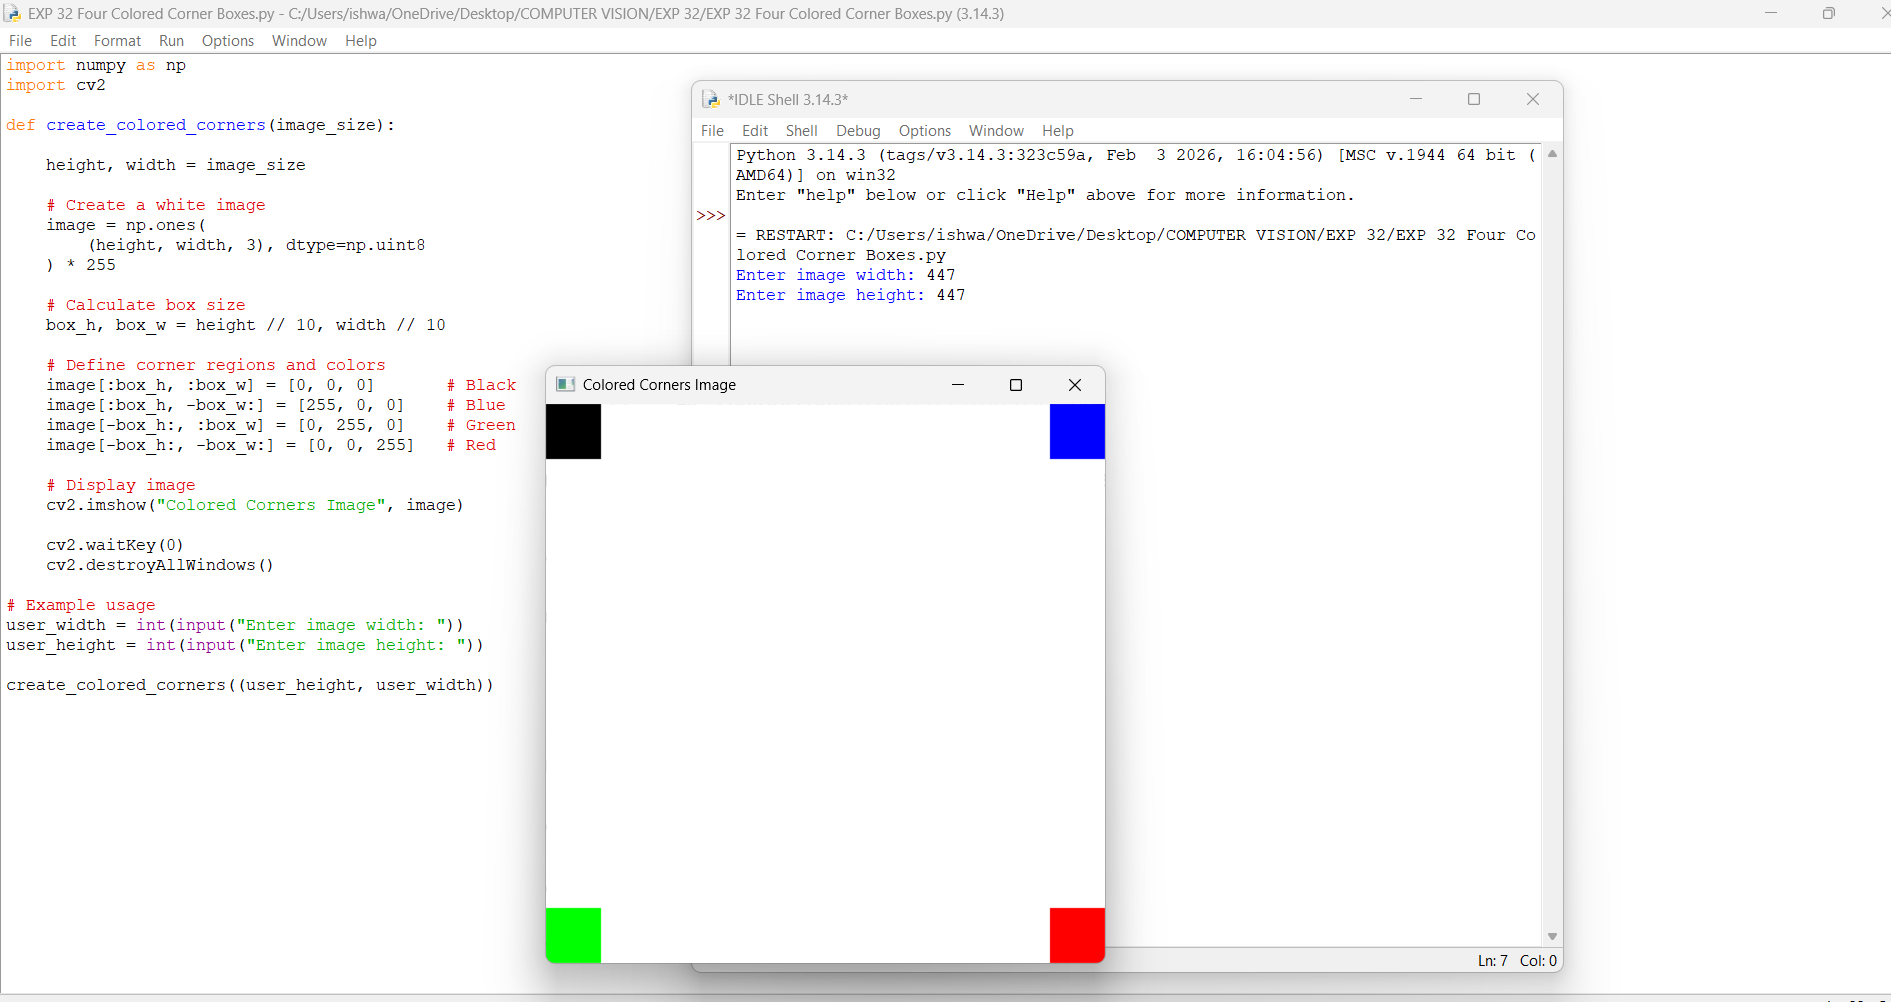 EXP 32 Four Colored Corner Boxes.py - C:/Users/ishwa/OneDrive/Desktop/COMPUTER VISION/EXP 32/EXP 32 Four Colored Corner Boxes.py (3.14.3)
File Edit Format Run Options Window Help
import numpy as np
import cv2
def create_colored_corners(image_size):
    height, width = image_size
    # Create a white image
    image = np.ones(
        (height, width, 3), dtype=np.uint8
    ) * 255
    # Calculate box size
    box_h, box_w = height // 10, width // 10
    # Define corner regions and colors
    image[:box_h, :box_w] = [0, 0, 0]       # Black
    image[:box_h, -box_w:] = [255, 0, 0]    # Blue
    image[-box_h:, :box_w] = [0, 255, 0]    # Green
    image[-box_h:, -box_w:] = [0, 0, 255]   # Red
    # Display image
    cv2.imshow("Colored Corners Image", image)
    cv2.waitKey(0)
    cv2.destroyAllWindows()
# Example usage
user_width = int(input("Enter image width: "))
user_height = int(input("Enter image height: "))
create_colored_corners((user_height, user_width))
*IDLE Shell 3.14.3*
File Edit Shell Debug Options Window Help
Python 3.14.3 (tags/v3.14.3:323c59a, Feb  3 2026, 16:04:56) [MSC v.1944 64 bit (
AMD64)] on win32
Enter "help" below or click "Help" above for more information.
>>>
= RESTART: C:/Users/ishwa/OneDrive/Desktop/COMPUTER VISION/EXP 32/EXP 32 Four Co
lored Corner Boxes.py
Enter image width: 447
Enter image height: 447
Colored Corners Image
Ln: 7 Col: 0